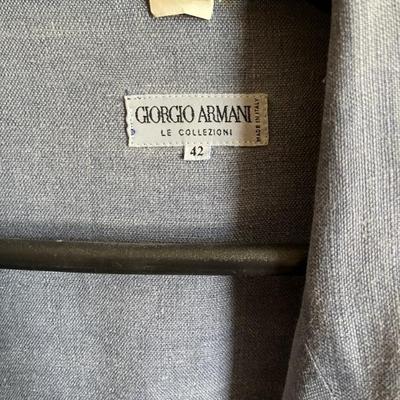 GIORGIO ARMANI
LE COLLEZIONI
MADE IN ITALY
42